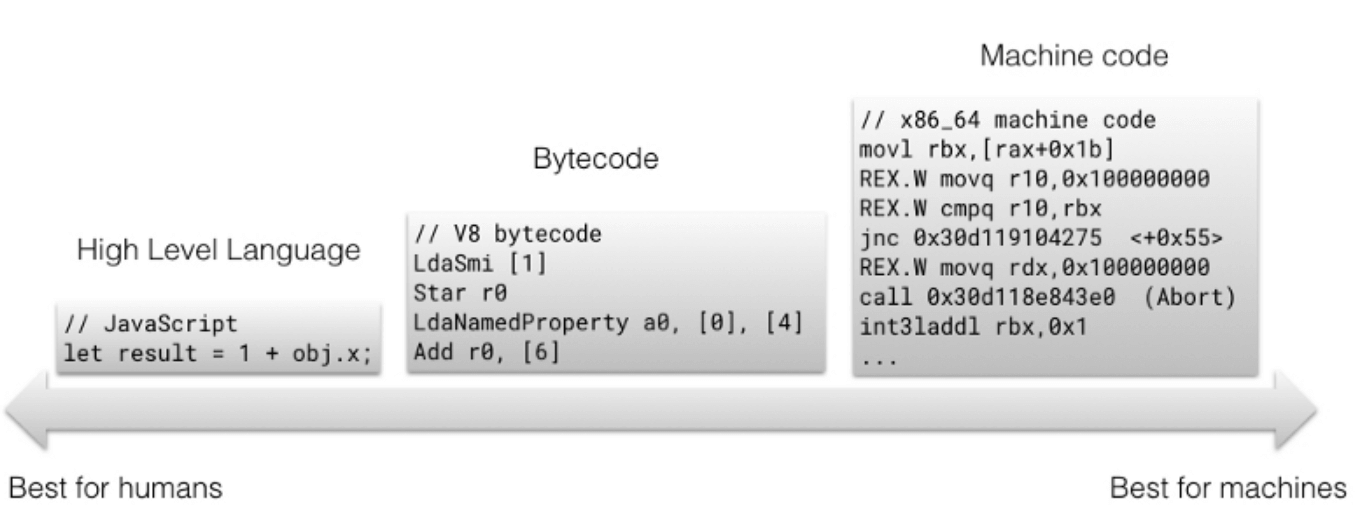 High Level Language
// JavaScript
let result = 1 + obj.x;
Bytecode
// V8 bytecode
LdaSmi [1]
Star r0
LdaNamedProperty a0, [0], [4]
Add r0, [6]
Machine code
// x86_64 machine code
movl rbx,[rax+0x1b]
REX.W movq r10,0x100000000
REX.W cmpq r10,rbx
jnc 0x30d119104275 <+0x55>
REX.W movq rdx,0x100000000
call 0x30d118e843e0 (Abort)
int3laddl rbx,0x1
...
Best for humans
Best for machines